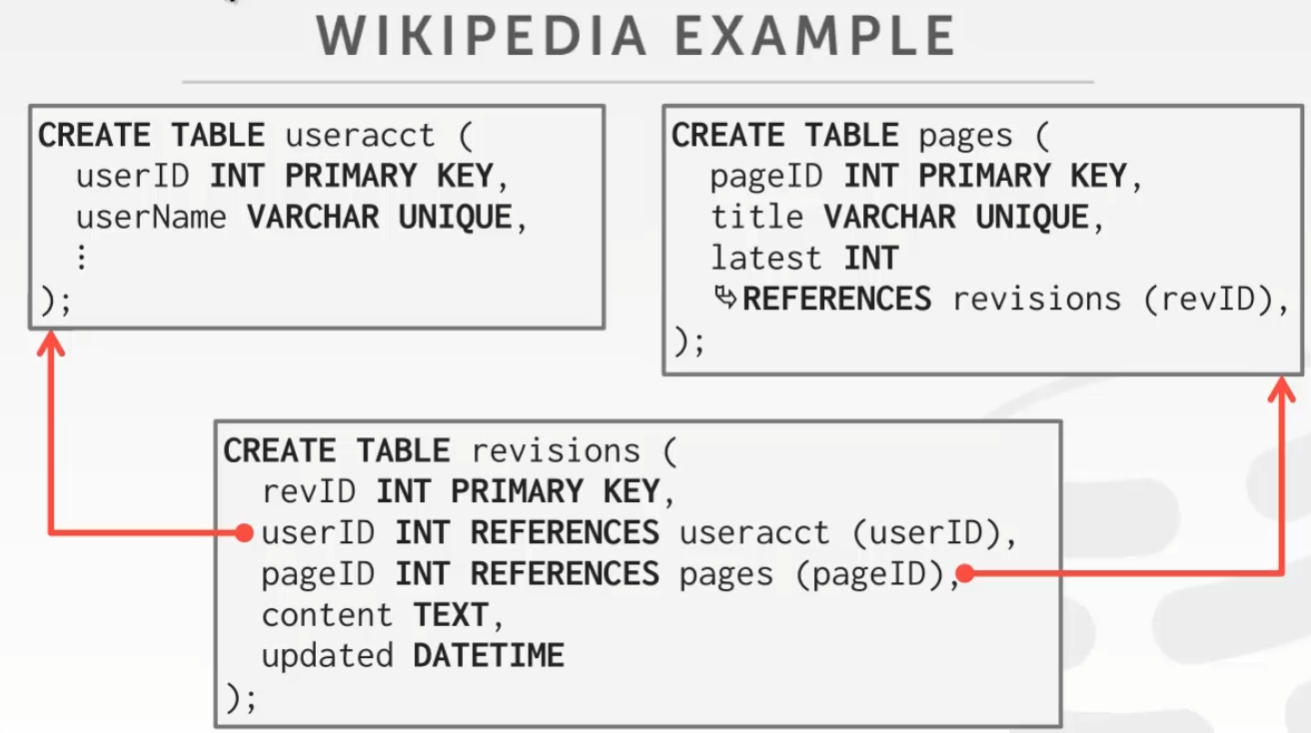 WIKIPEDIA EXAMPLE
CREATE TABLE useracct (
userID INT PRIMARY KEY,
userName VARCHAR UNIQUE,
⋮
);
CREATE TABLE pages (
pageID INT PRIMARY KEY,
title VARCHAR UNIQUE,
latest INT
↳REFERENCES revisions (revID),
);
CREATE TABLE revisions (
revID INT PRIMARY KEY,
userID INT REFERENCES useracct (userID),
pageID INT REFERENCES pages (pageID),
content TEXT,
updated DATETIME
);